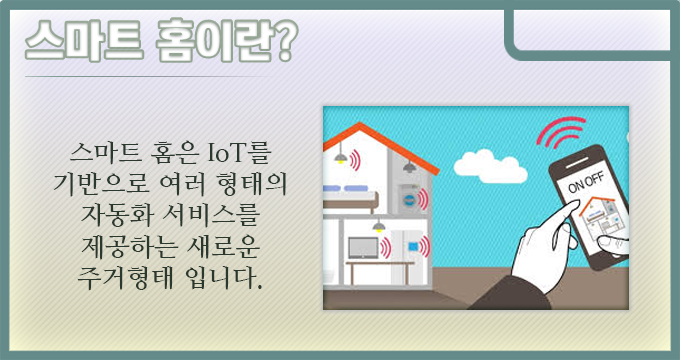 스마트 홈이란?
스마트 홈은 IoT를
기반으로 여러 형태의
자동화 서비스를
제공하는 새로운
주거형태 입니다.
ON OFF